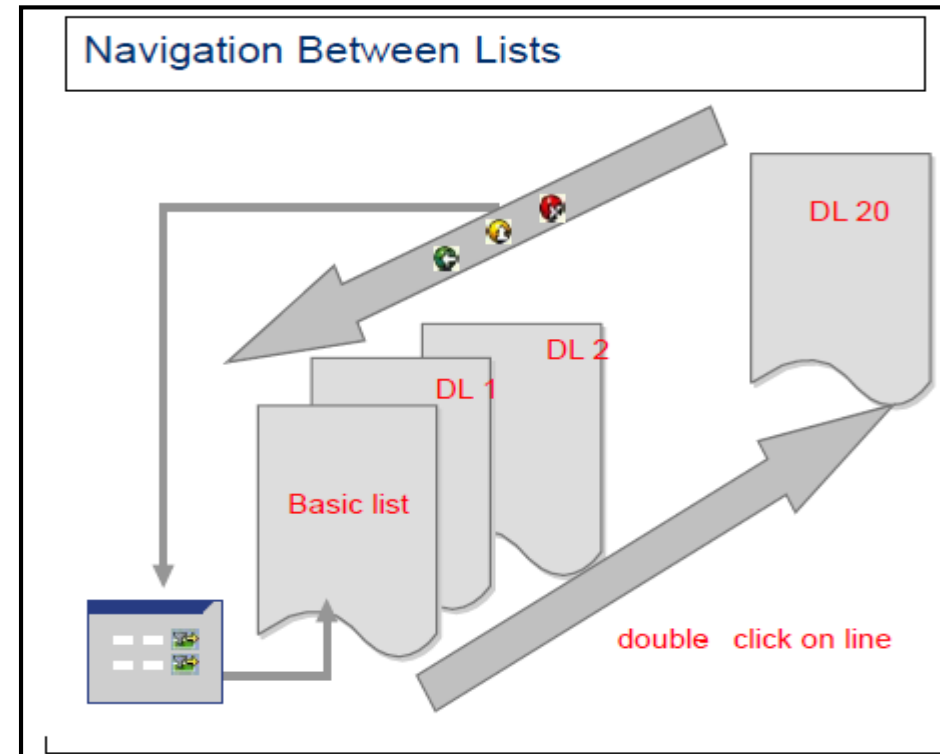 Navigation Between Lists
DL 20
DL 2
DL 1
Basic list
double click on line